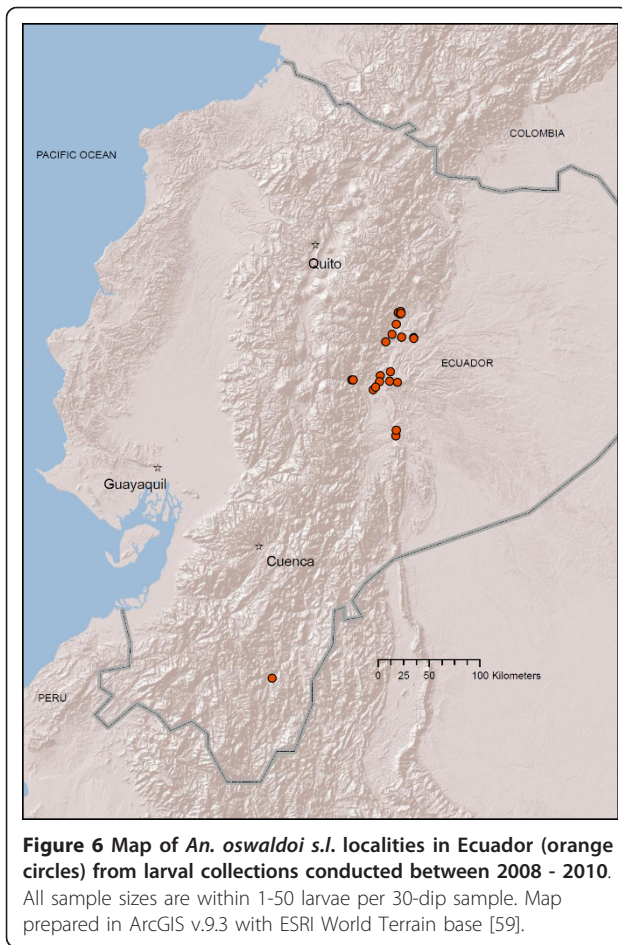 COLOMBIA
PACIFIC OCEAN
Quito
ECUADOR
Guayaquil
Cuenca
0 25 50 100 Kilometers
PERU
Figure 6 Map of An. oswaldoi s.l. localities in Ecuador (orange
circles) from larval collections conducted between 2008 - 2010.
All sample sizes are within 1-50 larvae per 30-dip sample. Map
prepared in ArcGIS v.9.3 with ESRI World Terrain base [59].